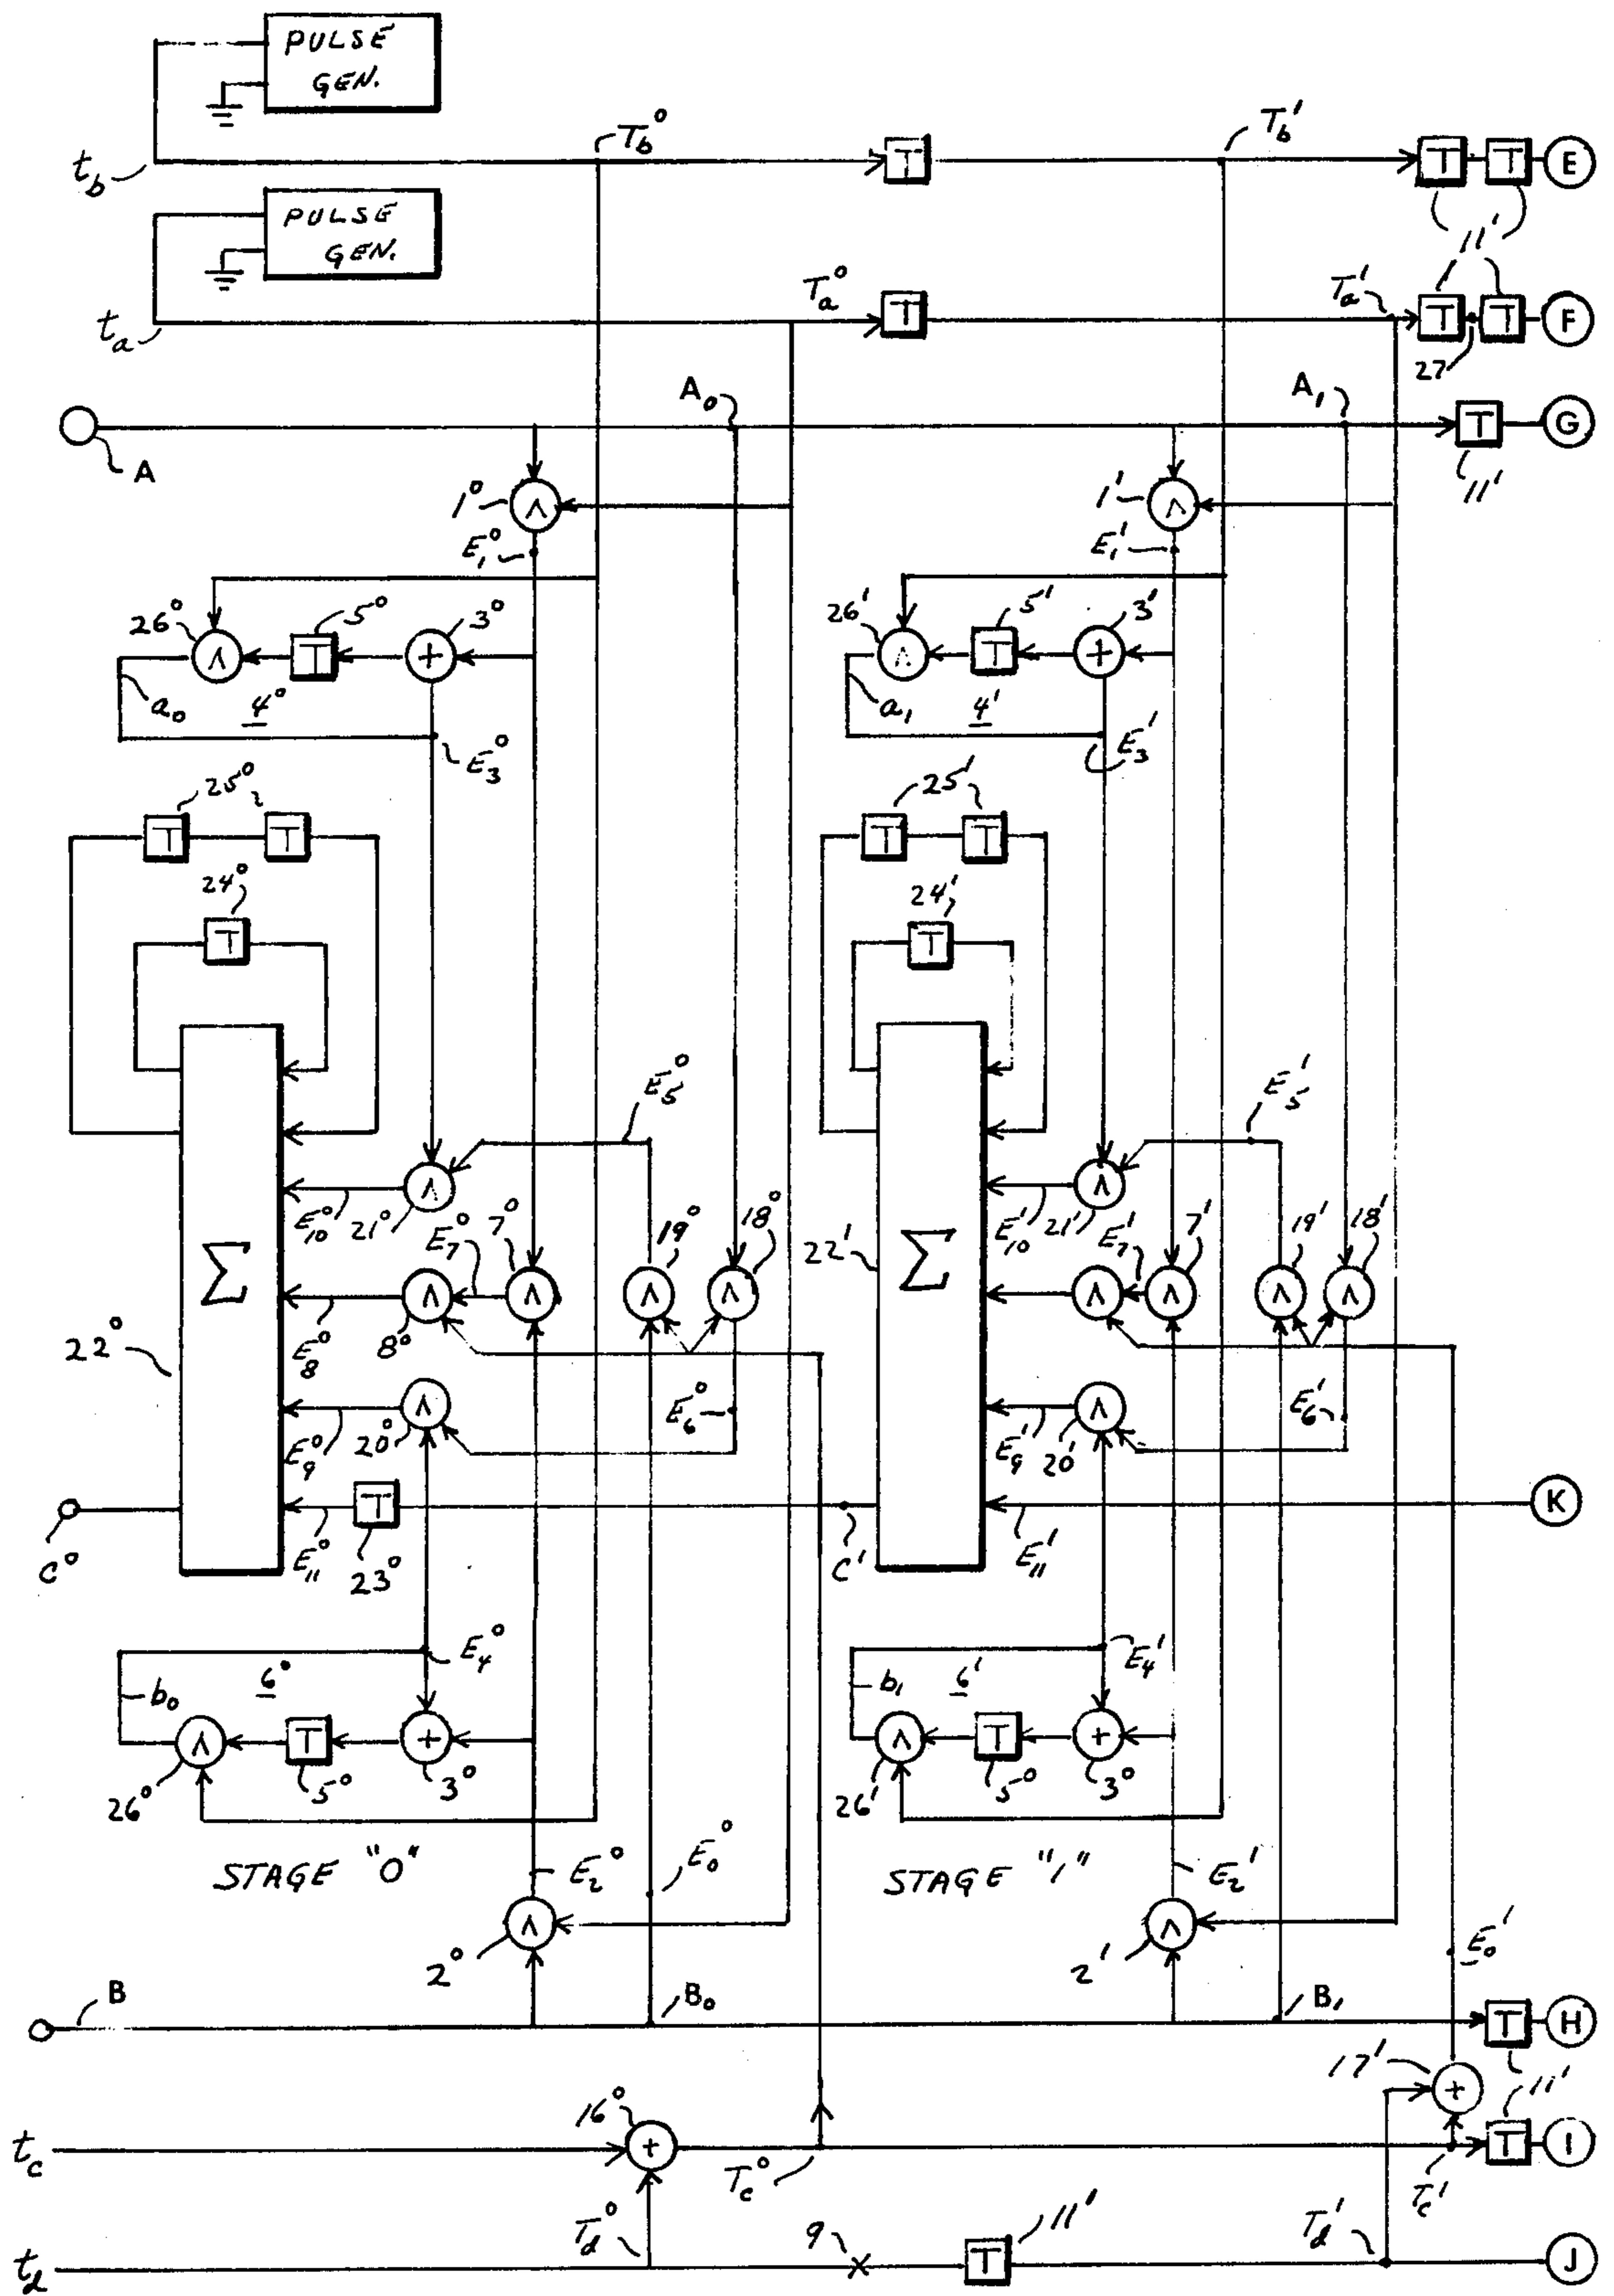 PULSE
GEN.
t_b
T_b^0
T
T_b'
T
T
E
11'
PULSE
GEN.
t_a
T_a^0
T
T_a'
T
T
F
27
A
A_0
A_1
T
G
11'
1^0
∧
E_1^0
1'
∧
E_1'
26^0
∧
5^0
T
3^0
+
a_0
4^0
E_3^0
26'
∧
5'
T
3'
+
a_1
4'
E_3'
25^0
T
T
24^0
T
25'
T
T
24'
T
E_5^0
E_5'
Σ
22^0
E_10^0
21^0
∧
E_7^0
7^0
∧
19^0
∧
18^0
∧
E_8^0
8^0
∧
E_9^0
20^0
∧
E_6^0
C^0
E_11^0
T
23^0
Σ
22'
E_10'
21'
∧
E_7'
7'
∧
∧
19'
∧
18'
∧
E_9'
20'
∧
E_6'
C'
E_11'
K
E_4^0
b_0
6^0
26^0
∧
T
5^0
+
3^0
E_4'
b_1
6'
26'
∧
T
5^0
+
3^0
STAGE "0"
E_2^0
E_0^0
2^0
∧
STAGE "1"
E_2'
2'
∧
E_0'
B
B_0
B_1
T
H
17'
+
11'
t_c
16^0
+
T_c^0
T_c'
T
I
t_d
T_d^0
9
T
11'
T_d'
J